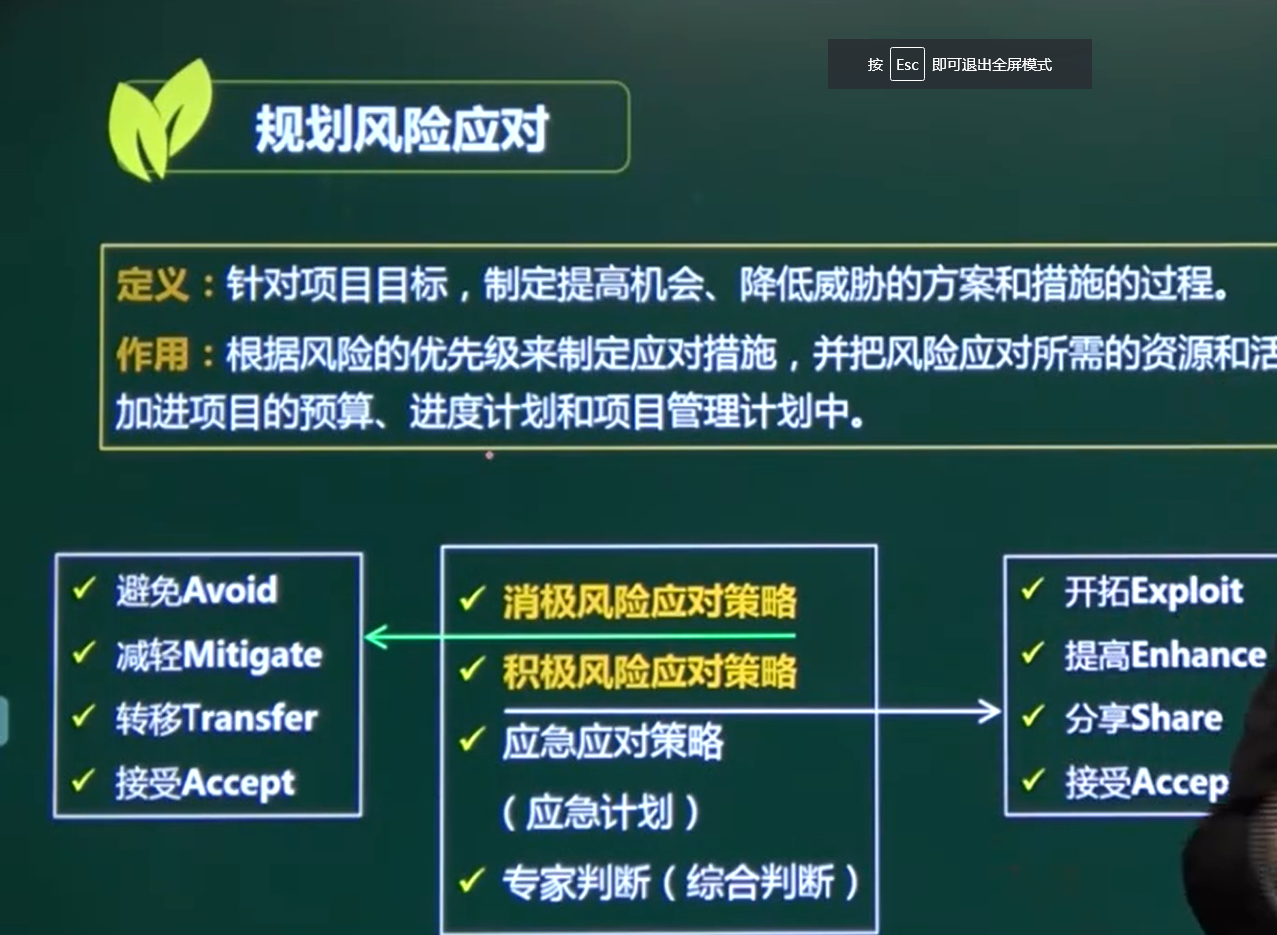 按 Esc 即可退出全屏模式
规划风险应对
定义：针对项目目标，制定提高机会、降低威胁的方案和措施的过程。
作用：根据风险的优先级来制定应对措施，并把风险应对所需的资源和活
加进项目的预算、进度计划和项目管理计划中。
避免Avoid
减轻Mitigate
转移Transfer
接受Accept
消极风险应对策略
积极风险应对策略
应急应对策略
（应急计划）
专家判断（综合判断）
开拓Exploit
提高Enhance
分享Share
接受Accep